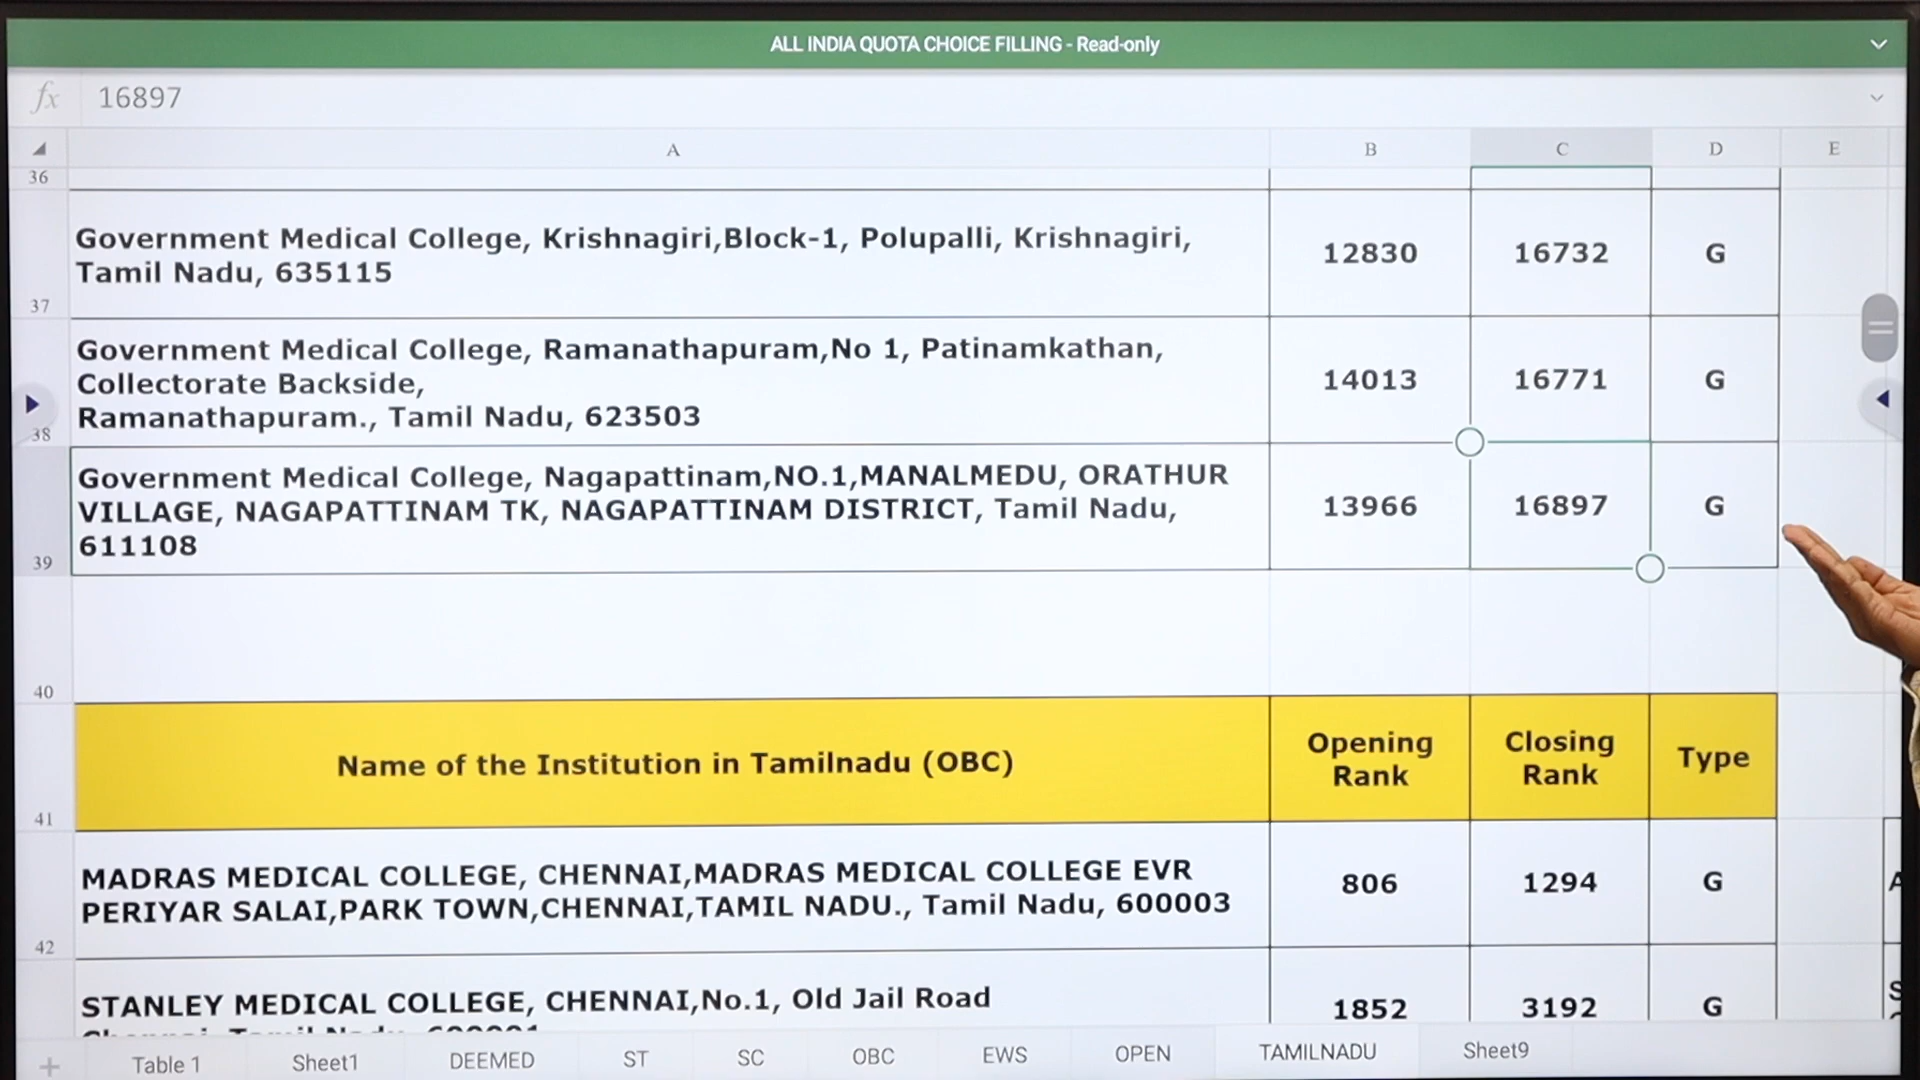 ALL INDIA QUOTA CHOICE FILLING - Read-only
fx 16897
A B C D E
36
Government Medical College, Krishnagiri,Block-1, Polupalli, Krishnagiri,
Tamil Nadu, 635115
12830 16732 G
37
Government Medical College, Ramanathapuram,No 1, Patinamkathan,
Collectorate Backside,
Ramanathapuram., Tamil Nadu, 623503
14013 16771 G
38
Government Medical College, Nagapattinam,NO.1,MANALMEDU, ORATHUR
VILLAGE, NAGAPATTINAM TK, NAGAPATTINAM DISTRICT, Tamil Nadu,
611108
13966 16897 G
39
40
Name of the Institution in Tamilnadu (OBC)
Opening
Rank
Closing
Rank
Type
41
MADRAS MEDICAL COLLEGE, CHENNAI,MADRAS MEDICAL COLLEGE EVR
PERIYAR SALAI,PARK TOWN,CHENNAI,TAMIL NADU., Tamil Nadu, 600003
806 1294 G
42
STANLEY MEDICAL COLLEGE, CHENNAI,No.1, Old Jail Road
1852 3192 G
Table 1 Sheet1 DEEMED ST SC OBC EWS OPEN TAMILNADU Sheet9